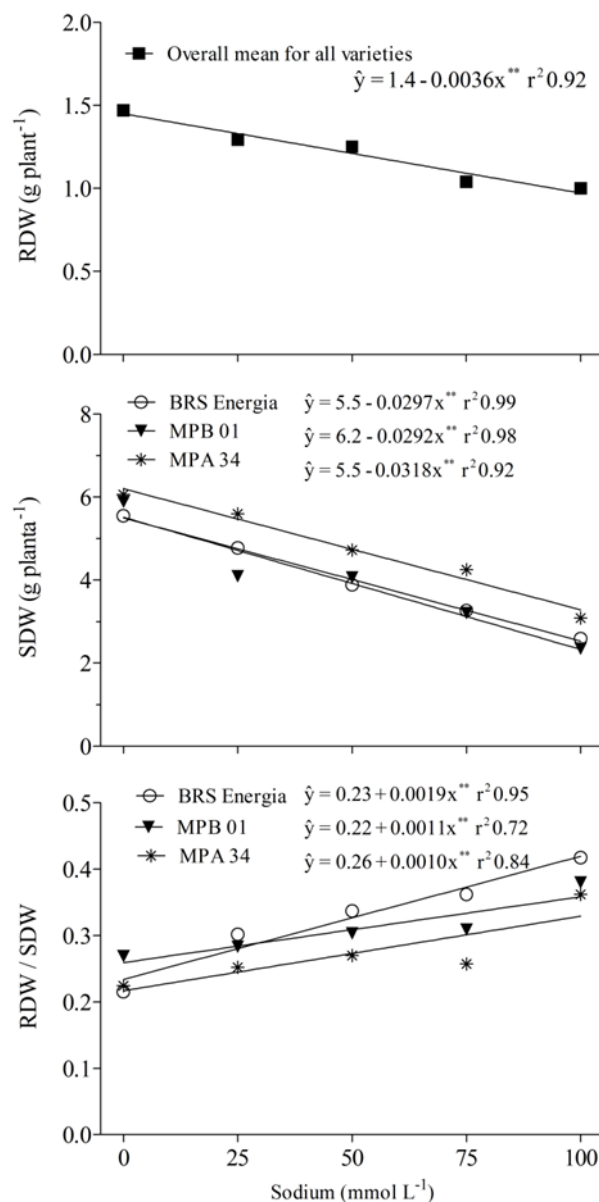 2.0
Overall mean for all varieties
ŷ = 1.4 - 0.0036x** r² 0.92
1.5
1.0
0.5
0.0
RDW (g plant⁻¹)
8
BRS Energia ŷ = 5.5 - 0.0297x** r² 0.99
MPB 01 ŷ = 6.2 - 0.0292x** r² 0.98
MPA 34 ŷ = 5.5 - 0.0318x** r² 0.92
6
4
2
0
SDW (g planta⁻¹)
0.5
BRS Energia ŷ = 0.23 + 0.0019x** r² 0.95
MPB 01 ŷ = 0.22 + 0.0011x** r² 0.72
MPA 34 ŷ = 0.26 + 0.0010x** r² 0.84
0.4
0.3
0.2
0.1
0.0
RDW / SDW
0 25 50 75 100
Sodium (mmol L⁻¹)